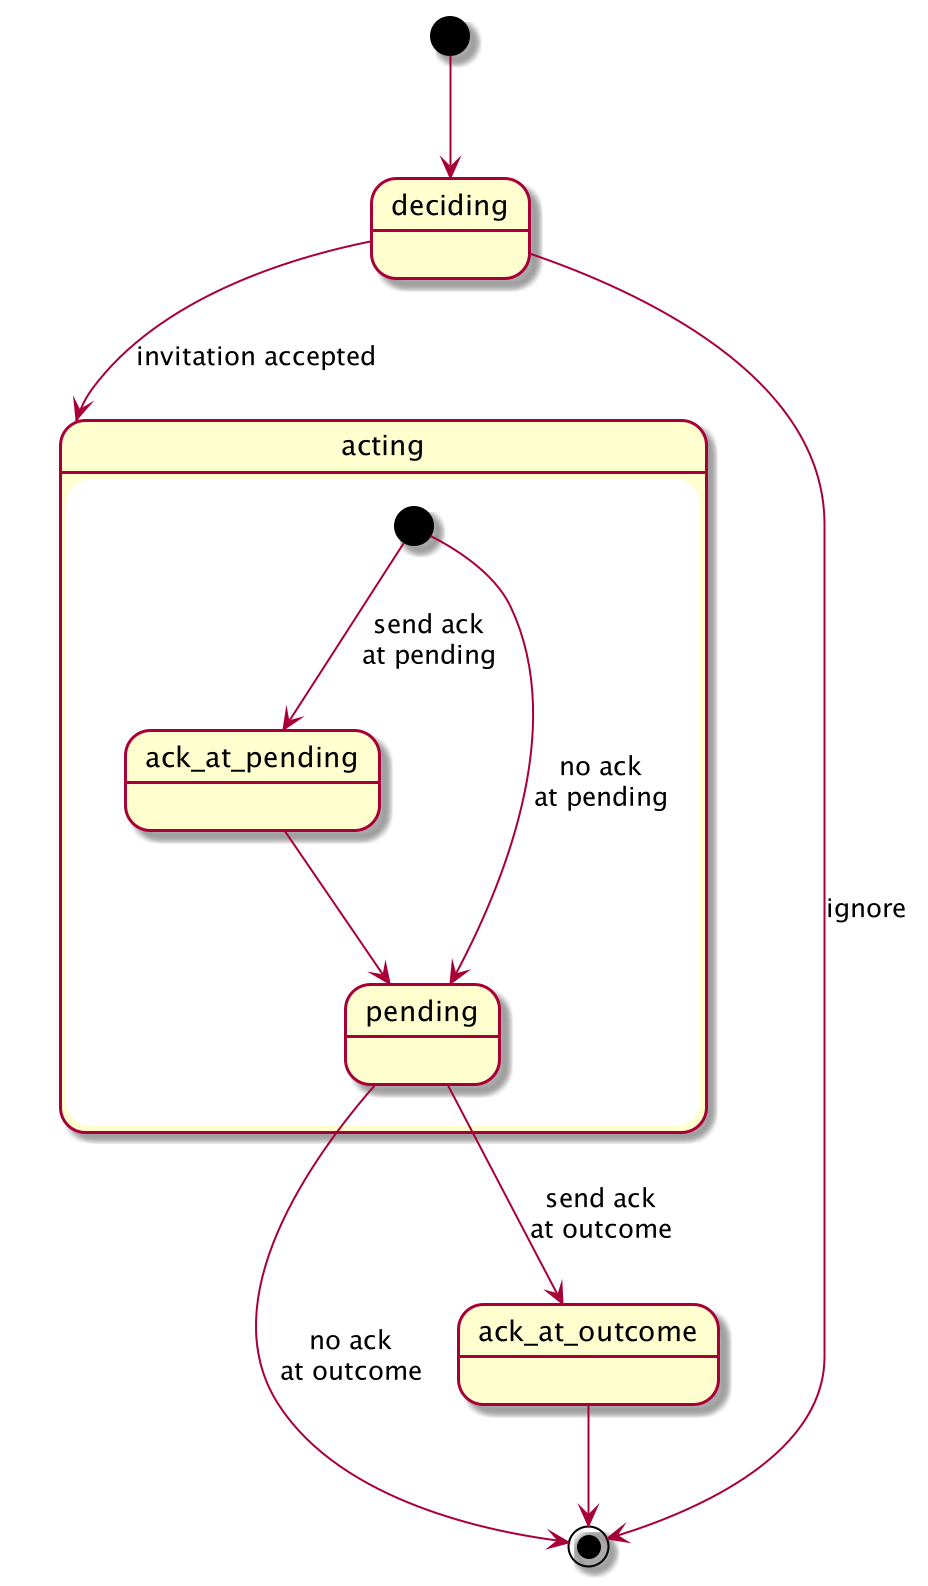 deciding
invitation accepted
acting
send ack
at pending
ack_at_pending
no ack
at pending
ignore
pending
send ack
at outcome
ack_at_outcome
no ack
at outcome